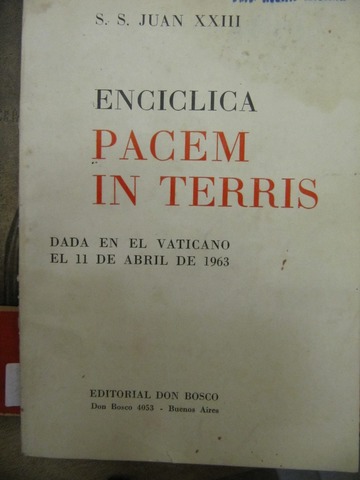 S. S. JUAN XXIII
ENCICLICA
PACEM
IN TERRIS
DADA EN EL VATICANO
EL 11 DE ABRIL DE 1963
EDITORIAL DON BOSCO
Don Bosco 4053 - Buenos Aires